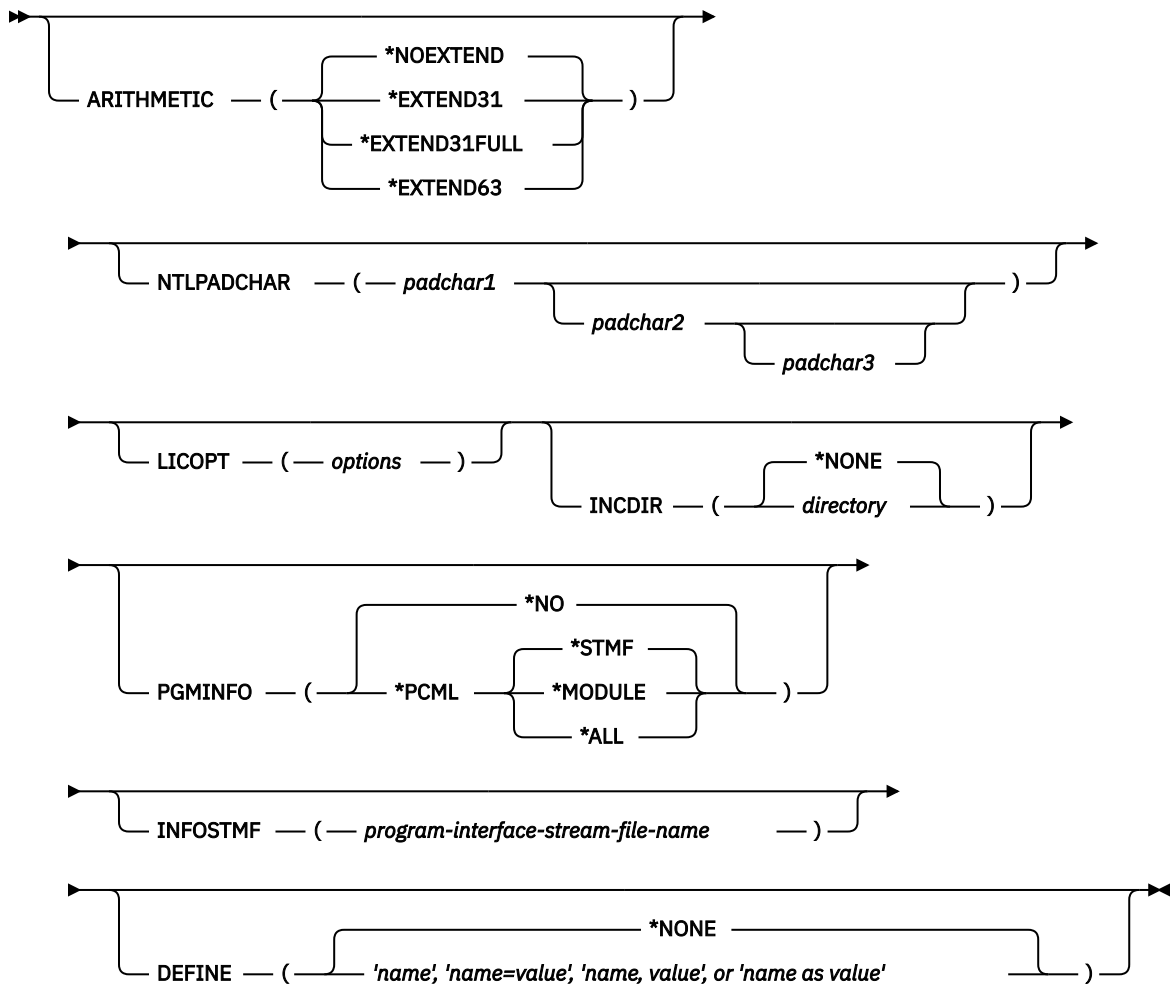 *NOEXTEND
ARITHMETIC ( *EXTEND31 )
*EXTEND31FULL
*EXTEND63
NTLPADCHAR ( padchar1 )
padchar2
padchar3
LICOPT ( options )
*NONE
INCDIR ( directory )
*NO
*STMF
PGMINFO ( *PCML *MODULE )
*ALL
INFOSTMF ( program-interface-stream-file-name )
*NONE
DEFINE ( 'name', 'name=value', 'name, value', or 'name as value' )